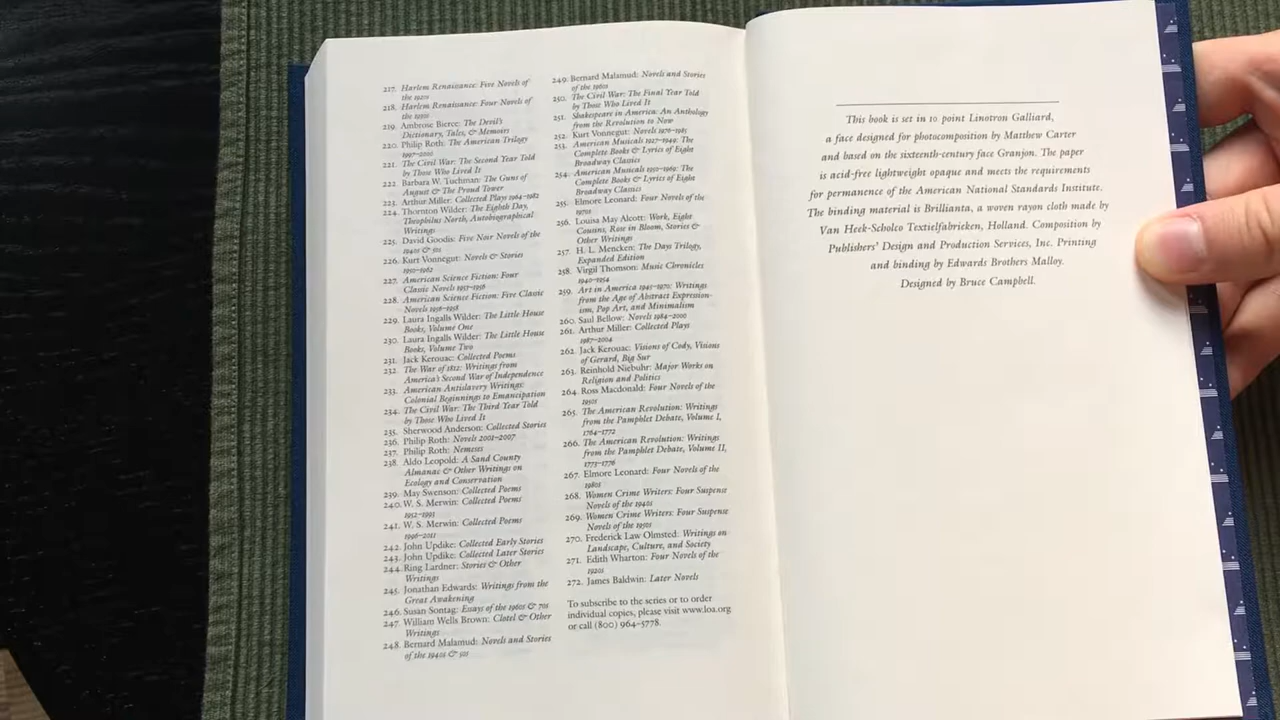 217. Harlem Renaissance: Five Novels of
the 1920s
218. Harlem Renaissance: Four Novels of
the 1930s
219. Ambrose Bierce: The Devil's
Dictionary, Tales, & Memoirs
220. Philip Roth: The American Trilogy
1997–2000
221. The Civil War: The Second Year Told
by Those Who Lived It
222. Barbara W. Tuchman: The Guns of
August & The Proud Tower
223. Arthur Miller: Collected Plays 1964–1982
224. Thornton Wilder: The Eighth Day,
Theophilus North, Autobiographical
Writings
225. David Goodis: Five Noir Novels of the
1940s & 50s
226. Kurt Vonnegut: Novels & Stories
1950–1962
227. American Science Fiction: Four
Classic Novels 1953–1956
228. American Science Fiction: Five Classic
Novels 1956–1958
229. Laura Ingalls Wilder: The Little House
Books, Volume One
230. Laura Ingalls Wilder: The Little House
Books, Volume Two
231. Jack Kerouac: Collected Poems
232. The War of 1812: Writings from
America's Second War of Independence
233. American Antislavery Writings:
Colonial Beginnings to Emancipation
234. The Civil War: The Third Year Told
by Those Who Lived It
235. Sherwood Anderson: Collected Stories
236. Philip Roth: Novels 2001–2007
237. Philip Roth: Nemeses
238. Aldo Leopold: A Sand County
Almanac & Other Writings on
Ecology and Conservation
239. May Swenson: Collected Poems
240. W. S. Merwin: Collected Poems
1952–1993
241. W. S. Merwin: Collected Poems
1996–2011
242. John Updike: Collected Early Stories
243. John Updike: Collected Later Stories
244. Ring Lardner: Stories & Other
Writings
245. Jonathan Edwards: Writings from the
Great Awakening
246. Susan Sontag: Essays of the 1960s & 70s
247. William Wells Brown: Clotel & Other
Writings
248. Bernard Malamud: Novels and Stories
of the 1940s & 50s
249. Bernard Malamud: Novels and Stories
of the 1960s
250. The Civil War: The Final Year Told
by Those Who Lived It
251. Shakespeare in America: An Anthology
from the Revolution to Now
252. Kurt Vonnegut: Novels 1976–1985
253. American Musicals 1927–1949: The
Complete Books & Lyrics of Eight
Broadway Classics
254. American Musicals 1950–1969: The
Complete Books & Lyrics of Eight
Broadway Classics
255. Elmore Leonard: Four Novels of the
1970s
256. Louisa May Alcott: Work, Eight
Cousins, Rose in Bloom, Stories &
Other Writings
257. H. L. Mencken: The Days Trilogy,
Expanded Edition
258. Virgil Thomson: Music Chronicles
1940–1954
259. Art in America 1945–1970: Writings
from the Age of Abstract Expression-
ism, Pop Art, and Minimalism
260. Saul Bellow: Novels 1984–2000
261. Arthur Miller: Collected Plays
1987–2004
262. Jack Kerouac: Visions of Cody, Visions
of Gerard, Big Sur
263. Reinhold Niebuhr: Major Works on
Religion and Politics
264. Ross Macdonald: Four Novels of the
1950s
265. The American Revolution: Writings
from the Pamphlet Debate, Volume I,
1764–1772
266. The American Revolution: Writings
from the Pamphlet Debate, Volume II,
1773–1776
267. Elmore Leonard: Four Novels of the
1980s
268. Women Crime Writers: Four Suspense
Novels of the 1940s
269. Women Crime Writers: Four Suspense
Novels of the 1950s
270. Frederick Law Olmsted: Writings on
Landscape, Culture, and Society
271. Edith Wharton: Four Novels of the
1920s
272. James Baldwin: Later Novels
To subscribe to the series or to order
individual copies, please visit www.loa.org
or call (800) 964-5778.
This book is set in 10 point Linotron Galliard,
a face designed for photocomposition by Matthew Carter
and based on the sixteenth-century face Granjon. The paper
is acid-free lightweight opaque and meets the requirements
for permanence of the American National Standards Institute.
The binding material is Brillianta, a woven rayon cloth made by
Van Heek-Scholco Textielfabrieken, Holland. Composition by
Publishers' Design and Production Services, Inc. Printing
and binding by Edwards Brothers Malloy.
Designed by Bruce Campbell.